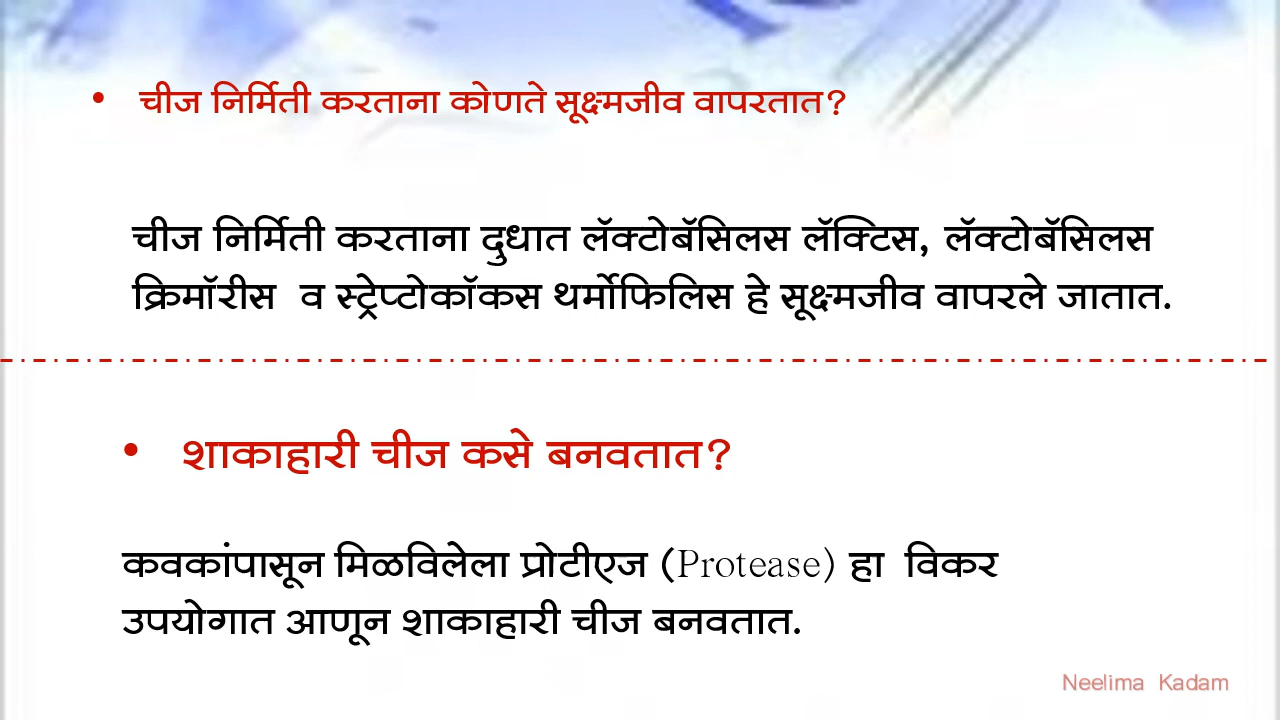 • चीज निर्मिती करताना कोणते सूक्ष्मजीव वापरतात?
चीज निर्मिती करताना दुधात लॅक्टोबॅसिलस लॅक्टिस, लॅक्टोबॅसिलस
क्रिमॉरीस व स्ट्रेप्टोकॉकस थर्मोफिलिस हे सूक्ष्मजीव वापरले जातात.
• शाकाहारी चीज कसे बनवतात?
कवकांपासून मिळविलेला प्रोटीएज (Protease) हा विकर
उपयोगात आणून शाकाहारी चीज बनवतात.
Neelima Kadam